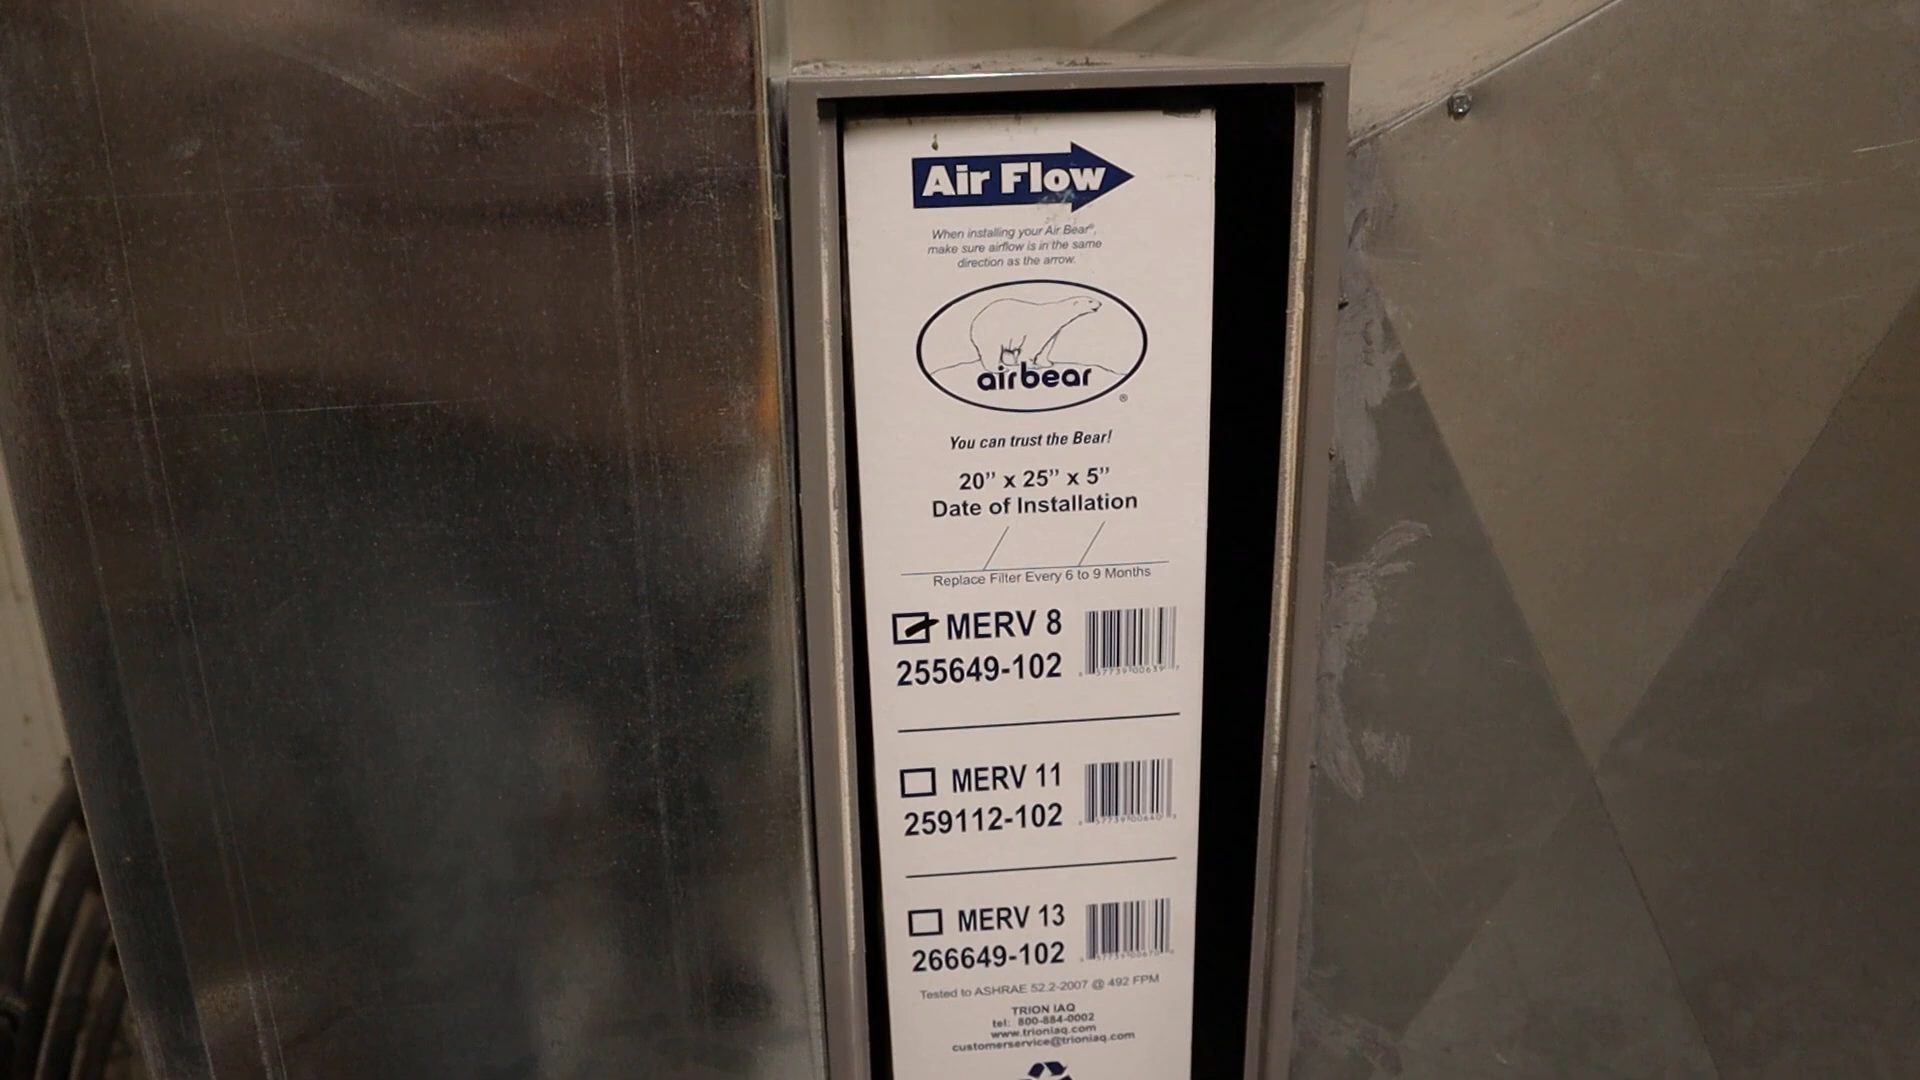 Air Flow
When installing your Air Bear®,
make sure airflow is in the same
direction as the arrow.
airbear
®
You can trust the Bear!
20” x 25” x 5”
Date of Installation
Replace Filter Every 6 to 9 Months
MERV 8
255649-102
MERV 11
259112-102
MERV 13
266649-102
Tested to ASHRAE 52.2-2007 @ 492 FPM
TRION IAQ
tel: 800-884-0002
www.trioniaq.com
customerservice@trioniaq.com